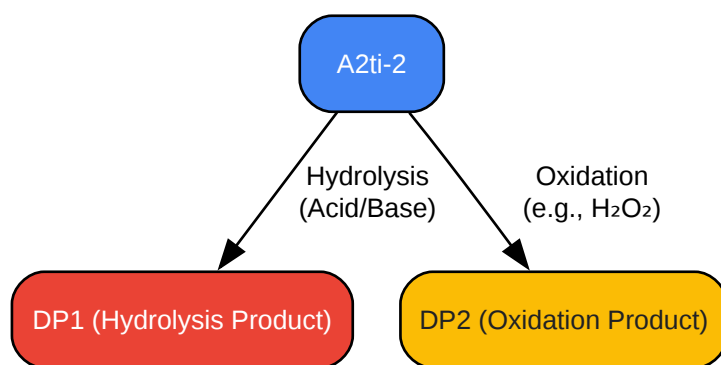 A2ti-2
Hydrolysis
(Acid/Base)
Oxidation
(e.g., H₂O₂)
DP1 (Hydrolysis Product)
DP2 (Oxidation Product)